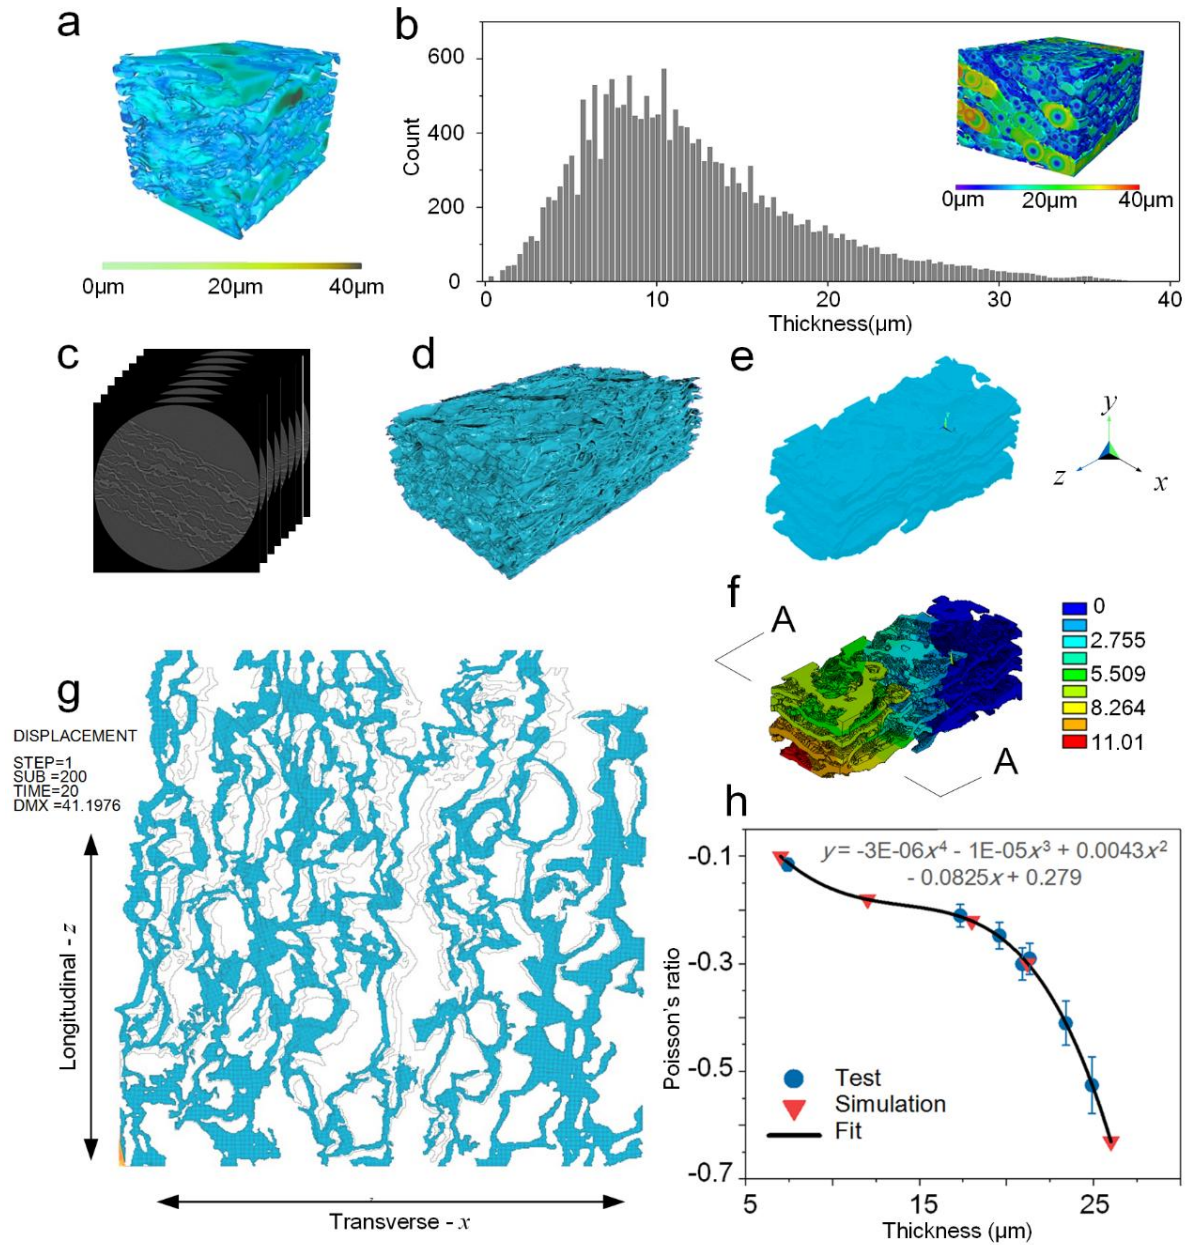 a
0μm 20μm 40μm
b
600
400
200
0
Count
0 10 20 30 40
Thickness(μm)
0μm 20μm 40μm
c
d
e
y
z
x
f
A
A
0
2.755
5.509
8.264
11.01
g
DISPLACEMENT
STEP=1
SUB =200
TIME=20
DMX =41.1976
Longitudinal - z
Transverse - x
h
y = -3E-06x⁴ - 1E-05x³ + 0.0043x²
- 0.0825x + 0.279
-0.1
-0.3
-0.5
-0.7
Poisson's ratio
Test
Simulation
Fit
5 15 25
Thickness (μm)